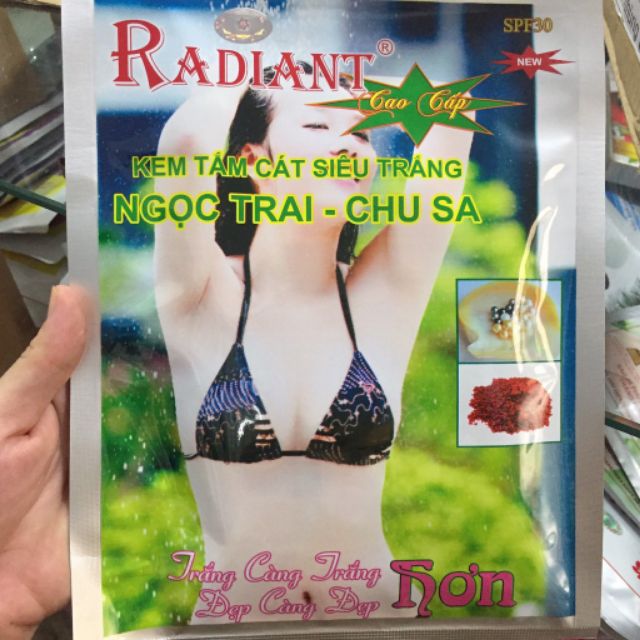 RADIANT®
SPF30
NEW
Cao Cấp
KEM TẮM CÁT SIÊU TRẮNG
NGỌC TRAI - CHU SA
Trắng Càng Trắng
Đẹp Càng Đẹp Hơn